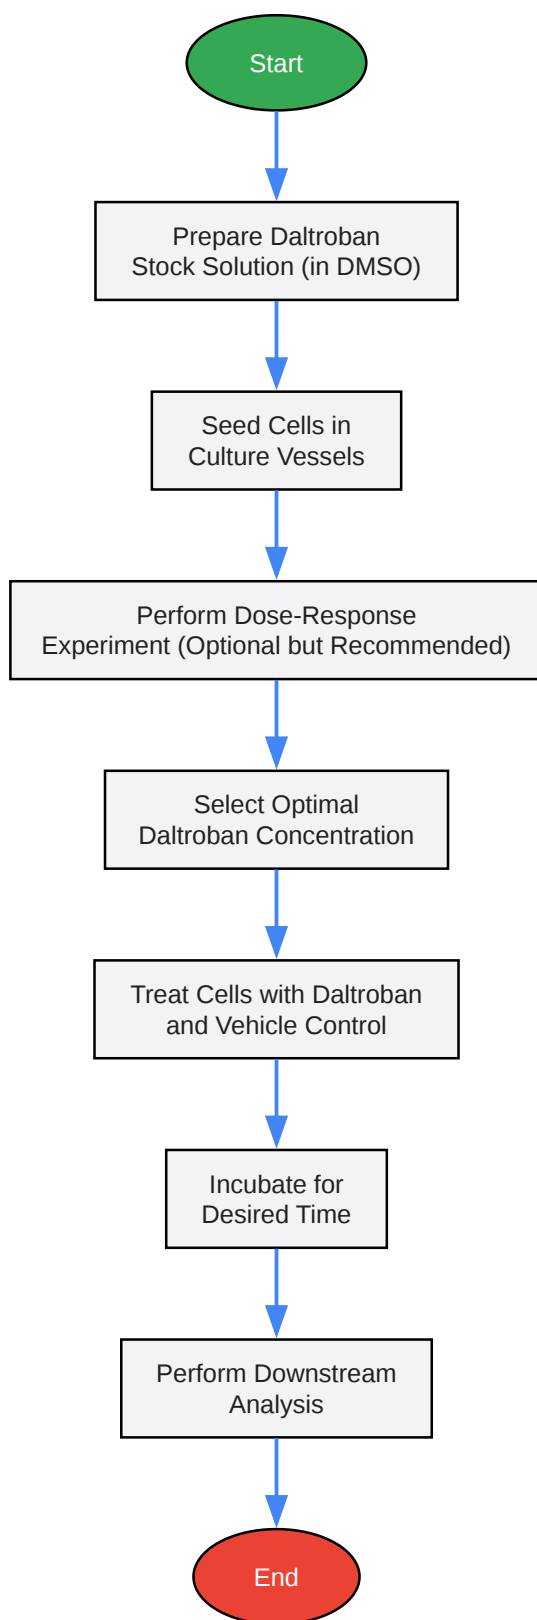 Start
Prepare Daltroban
Stock Solution (in DMSO)
Seed Cells in
Culture Vessels
Perform Dose-Response
Experiment (Optional but Recommended)
Select Optimal
Daltroban Concentration
Treat Cells with Daltroban
and Vehicle Control
Incubate for
Desired Time
Perform Downstream
Analysis
End